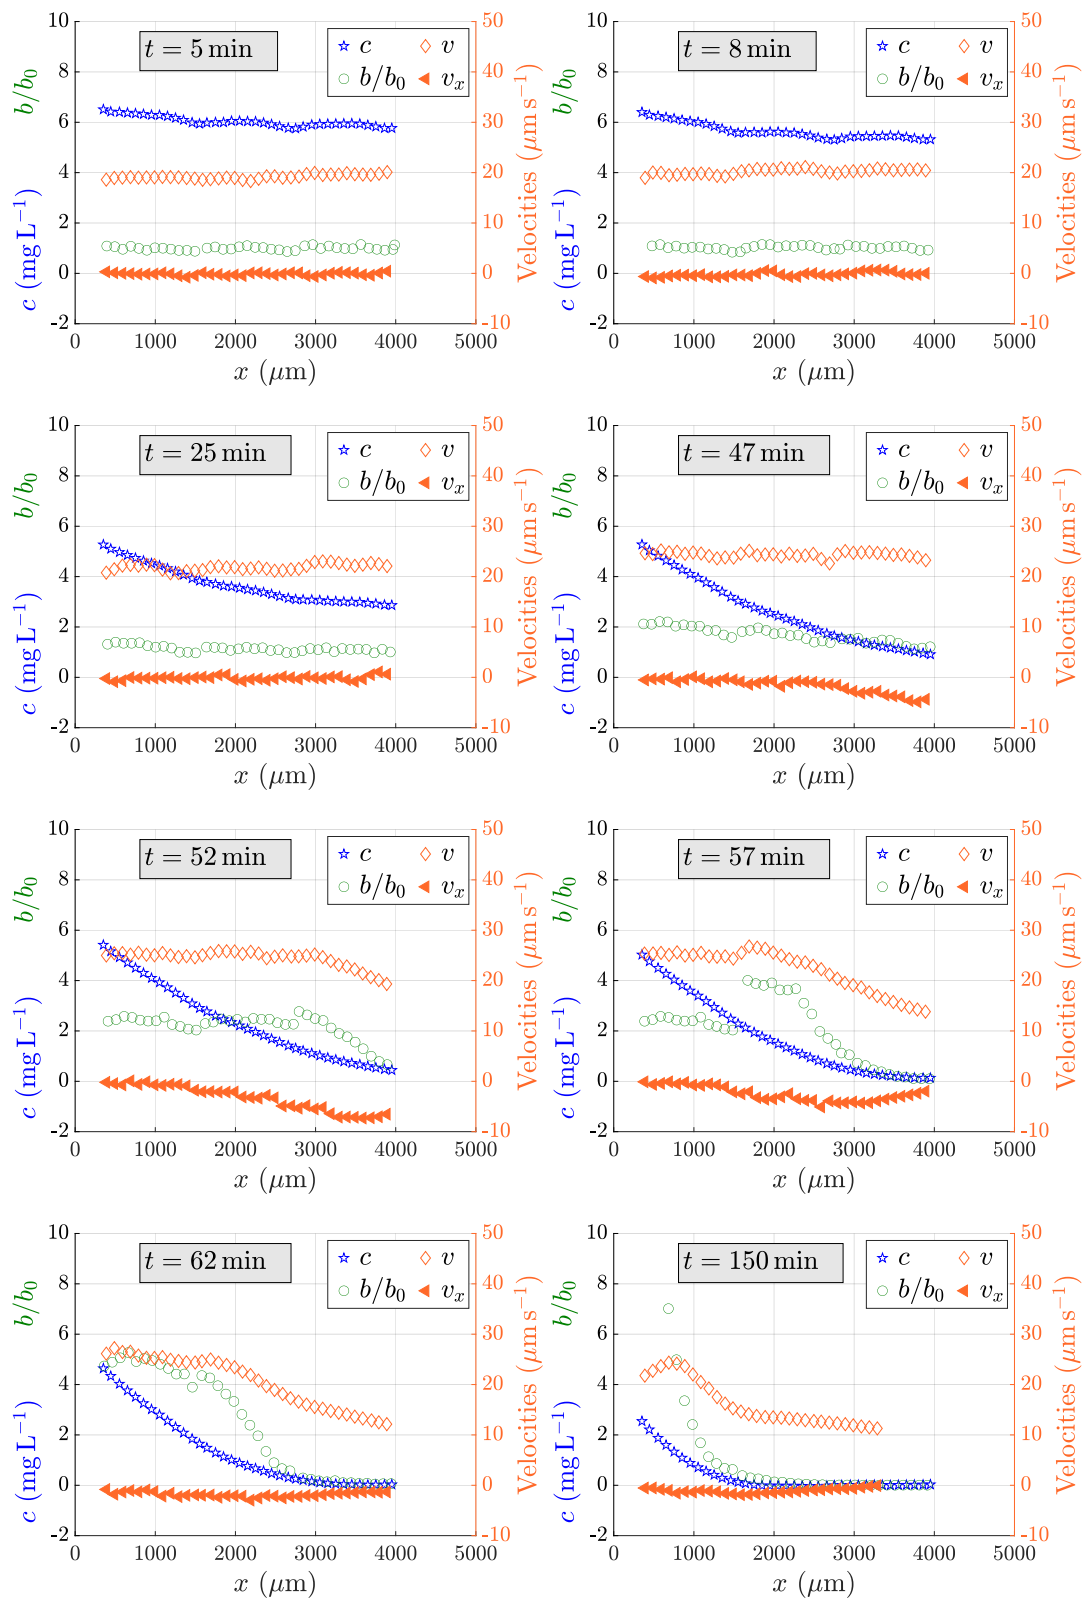 t = 5 min
c v
b/b₀ vₓ
c (mg L⁻¹) b/b₀
Velocities (μm s⁻¹)
10 8 6 4 2 0 -2
50 40 30 20 10 0 -10
0 1000 2000 3000 4000 5000
x (μm)
t = 8 min
c v
b/b₀ vₓ
c (mg L⁻¹) b/b₀
Velocities (μm s⁻¹)
10 8 6 4 2 0 -2
50 40 30 20 10 0 -10
0 1000 2000 3000 4000 5000
x (μm)
t = 25 min
c v
b/b₀ vₓ
c (mg L⁻¹) b/b₀
Velocities (μm s⁻¹)
10 8 6 4 2 0 -2
50 40 30 20 10 0 -10
0 1000 2000 3000 4000 5000
x (μm)
t = 47 min
c v
b/b₀ vₓ
c (mg L⁻¹) b/b₀
Velocities (μm s⁻¹)
10 8 6 4 2 0 -2
50 40 30 20 10 0 -10
0 1000 2000 3000 4000 5000
x (μm)
t = 52 min
c v
b/b₀ vₓ
c (mg L⁻¹) b/b₀
Velocities (μm s⁻¹)
10 8 6 4 2 0 -2
50 40 30 20 10 0 -10
0 1000 2000 3000 4000 5000
x (μm)
t = 57 min
c v
b/b₀ vₓ
c (mg L⁻¹) b/b₀
Velocities (μm s⁻¹)
10 8 6 4 2 0 -2
50 40 30 20 10 0 -10
0 1000 2000 3000 4000 5000
x (μm)
t = 62 min
c v
b/b₀ vₓ
c (mg L⁻¹) b/b₀
Velocities (μm s⁻¹)
10 8 6 4 2 0 -2
50 40 30 20 10 0 -10
0 1000 2000 3000 4000 5000
x (μm)
t = 150 min
c v
b/b₀ vₓ
c (mg L⁻¹) b/b₀
Velocities (μm s⁻¹)
10 8 6 4 2 0 -2
50 40 30 20 10 0 -10
0 1000 2000 3000 4000 5000
x (μm)